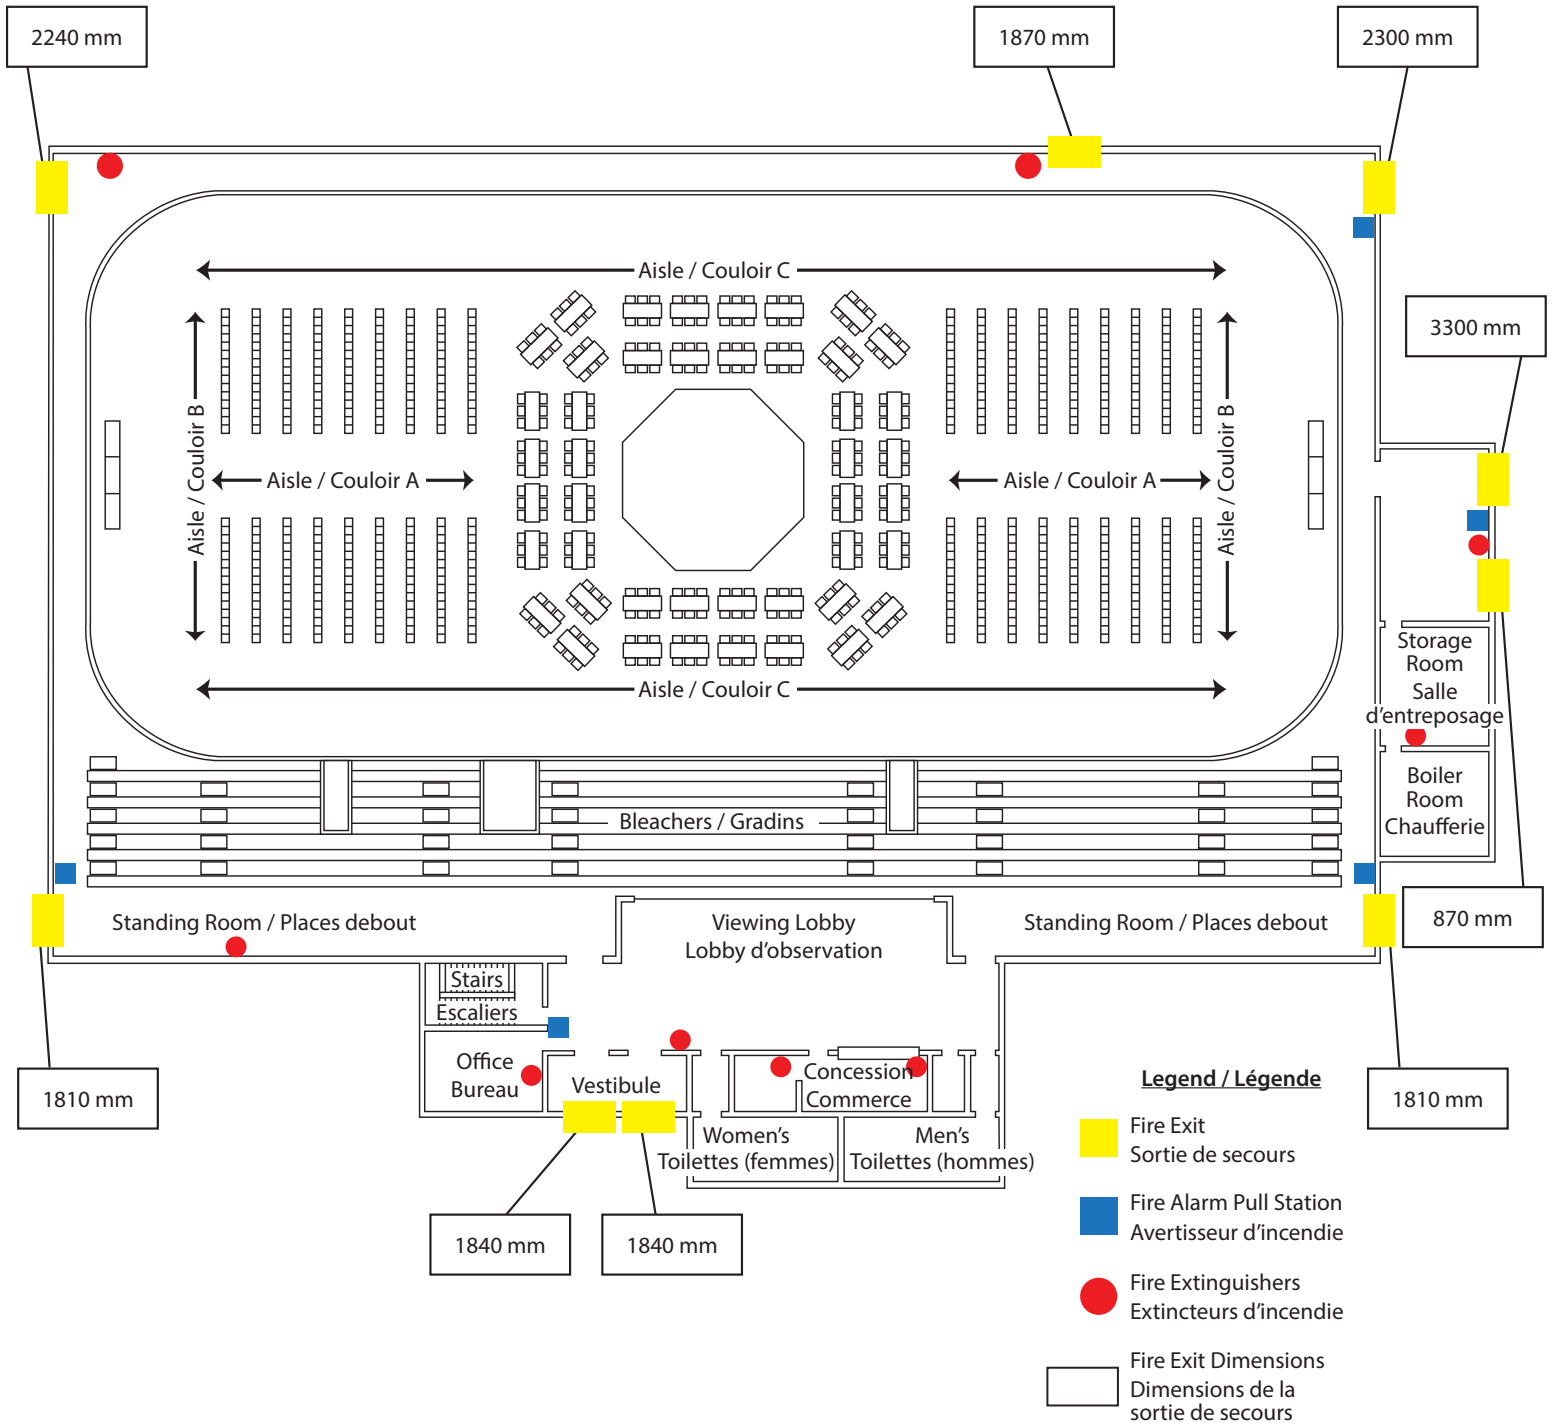 2240 mm
1870 mm
2300 mm
Aisle / Couloir C
3300 mm
Aisle / Couloir B
Aisle / Couloir A
Aisle / Couloir A
Aisle / Couloir B
Aisle / Couloir C
Storage
Room
Salle
d'entreposage
Boiler
Room
Chaufferie
Bleachers / Gradins
Standing Room / Places debout
Viewing Lobby
Lobby d'observation
Standing Room / Places debout
870 mm
Stairs
Escaliers
Office
Bureau
Vestibule
Concession
Commerce
1810 mm
1810 mm
Women's
Toilettes (femmes)
Men's
Toilettes (hommes)
1840 mm
1840 mm
Legend / Légende
Fire Exit
Sortie de secours
Fire Alarm Pull Station
Avertisseur d'incendie
Fire Extinguishers
Extincteurs d'incendie
Fire Exit Dimensions
Dimensions de la
sortie de secours